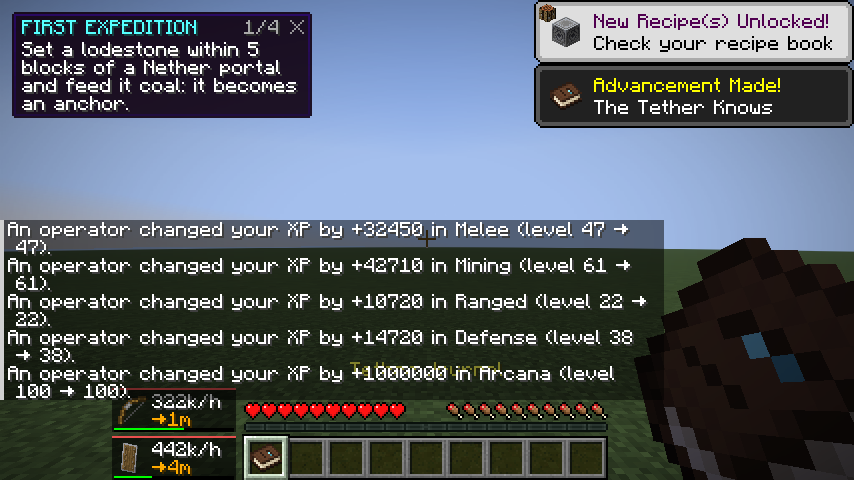 FIRST EXPEDITION 1/4 X
Set a lodestone within 5
blocks of a Nether portal
and feed it coal: it becomes
an anchor.
New Recipe(s) Unlocked!
Check your recipe book
Advancement Made!
The Tether Knows
An operator changed your XP by +32450 in Melee (level 47 →
47).
An operator changed your XP by +42710 in Mining (level 61 →
61).
An operator changed your XP by +10720 in Ranged (level 22 →
22).
An operator changed your XP by +14720 in Defense (level 38
→ 38).
An operator changed your XP by +1000000 in Arcana (level
100 → 100).
322k/h
→1m
442k/h
→4m